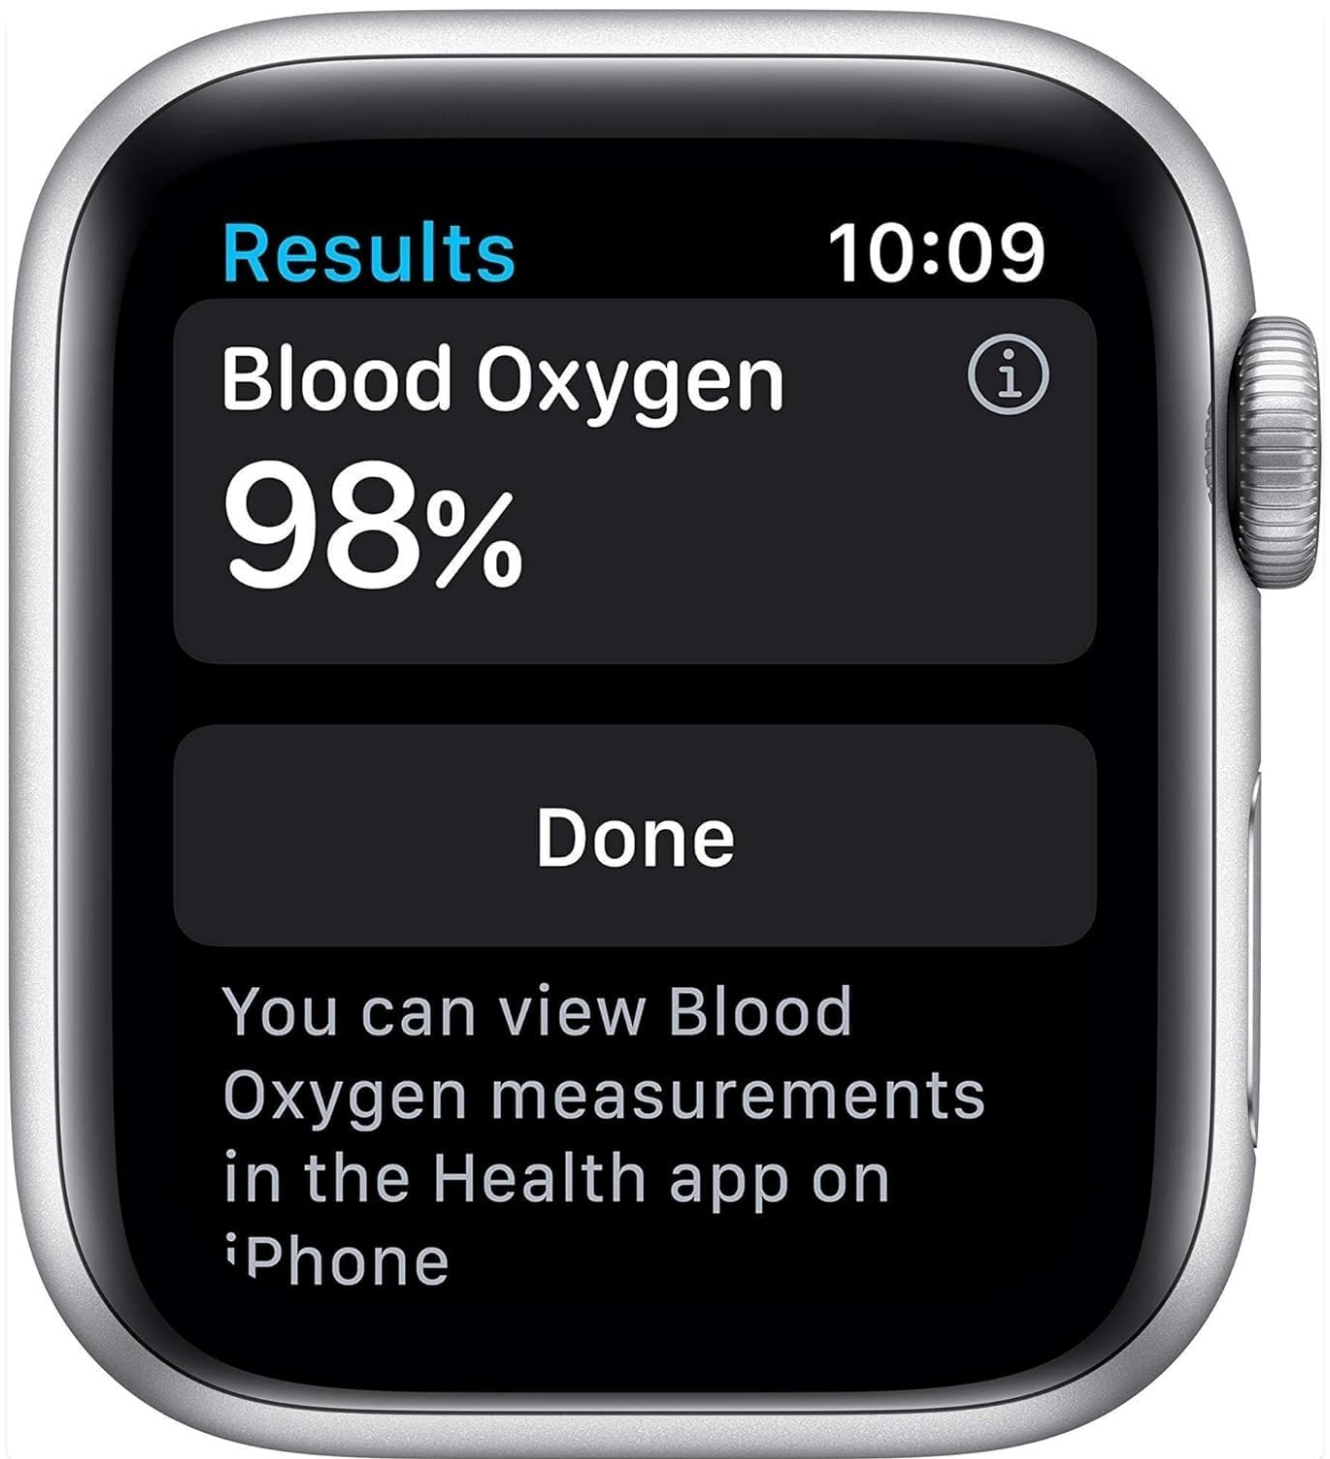 Results
10:09
Blood Oxygen
98%
Done
You can view Blood
Oxygen measurements
in the Health app on
iPhone